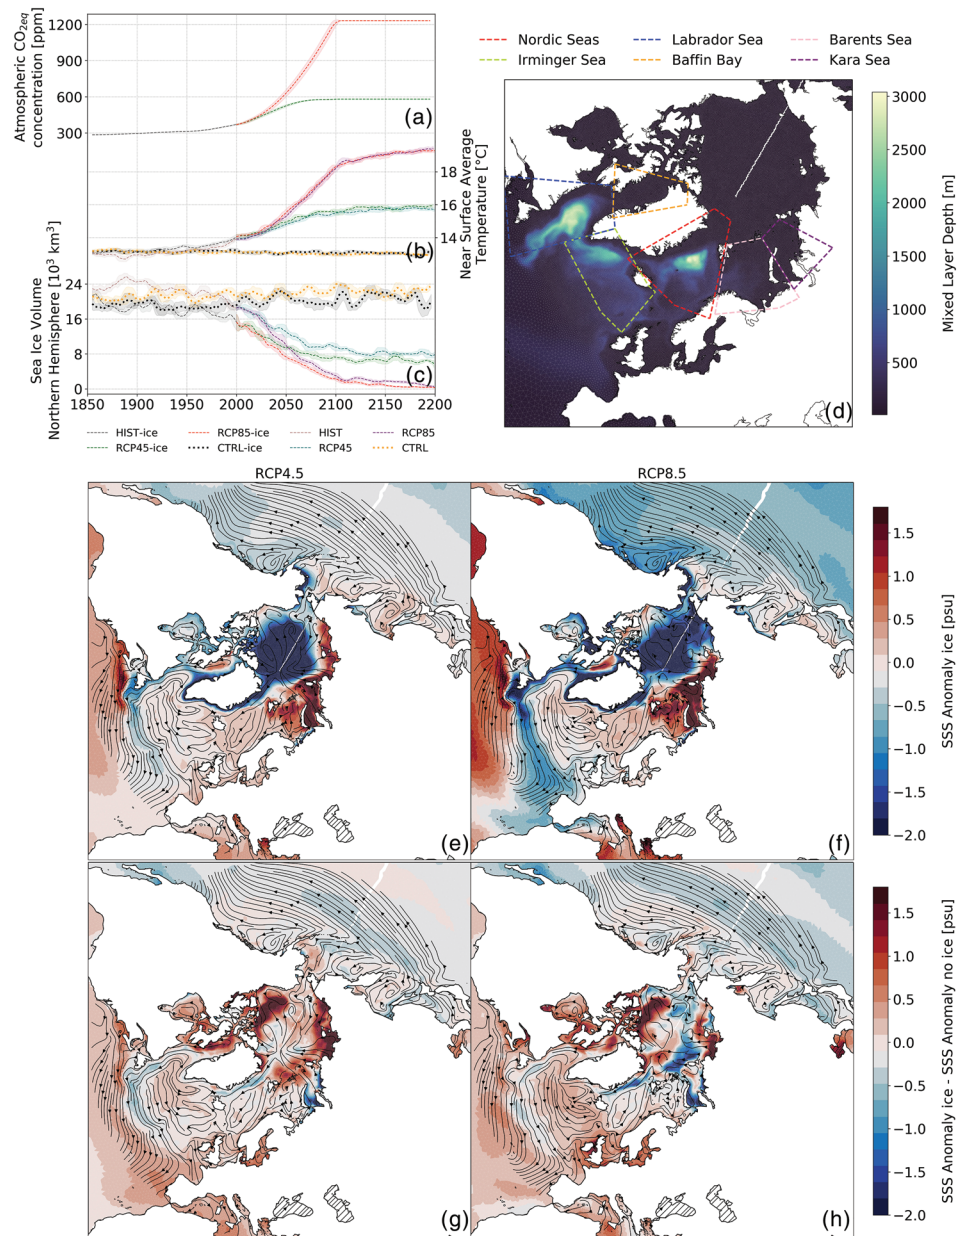 Atmospheric CO2eq
concentration [ppm]
1200
900
600
300
(a)
Near Surface Average
Temperature [°C]
18
16
14
(b)
Sea Ice Volume
Northern Hemisphere [10³ km³]
24
16
8
0
(c)
1850 1900 1950 2000 2050 2100 2150 2200
HIST-ice RCP85-ice HIST RCP85
RCP45-ice CTRL-ice RCP45 CTRL
Nordic Seas Labrador Sea Barents Sea
Irminger Sea Baffin Bay Kara Sea
(d)
3000
2500
2000
1500
1000
500
Mixed Layer Depth [m]
RCP4.5 RCP8.5
(e) (f)
1.5
1.0
0.5
0.0
−0.5
−1.0
−1.5
−2.0
SSS Anomaly ice [psu]
(g) (h)
1.5
1.0
0.5
0.0
−0.5
−1.0
−1.5
−2.0
SSS Anomaly ice - SSS Anomaly no ice [psu]